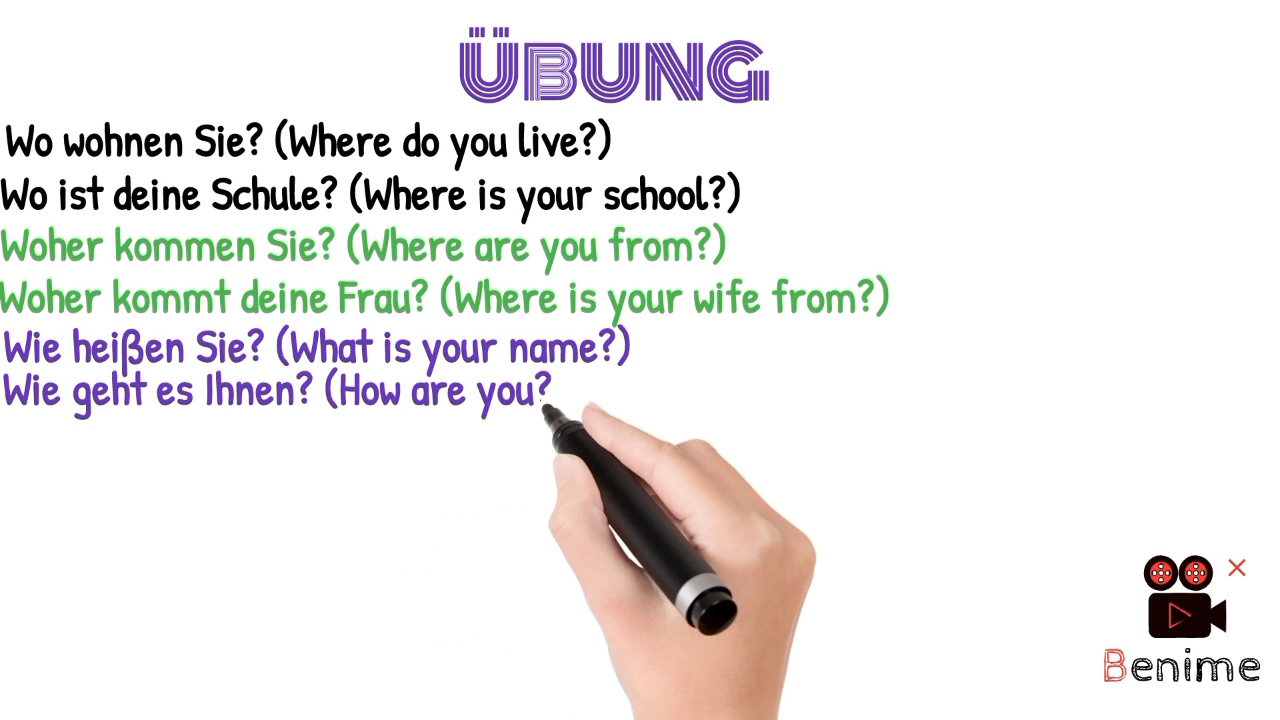 ÜBUNG
Wo wohnen Sie? (Where do you live?)
Wo ist deine Schule? (Where is your school?)
Woher kommen Sie? (Where are you from?)
Woher kommt deine Frau? (Where is your wife from?)
Wie heißen Sie? (What is your name?)
Wie geht es Ihnen? (How are you?
Benime